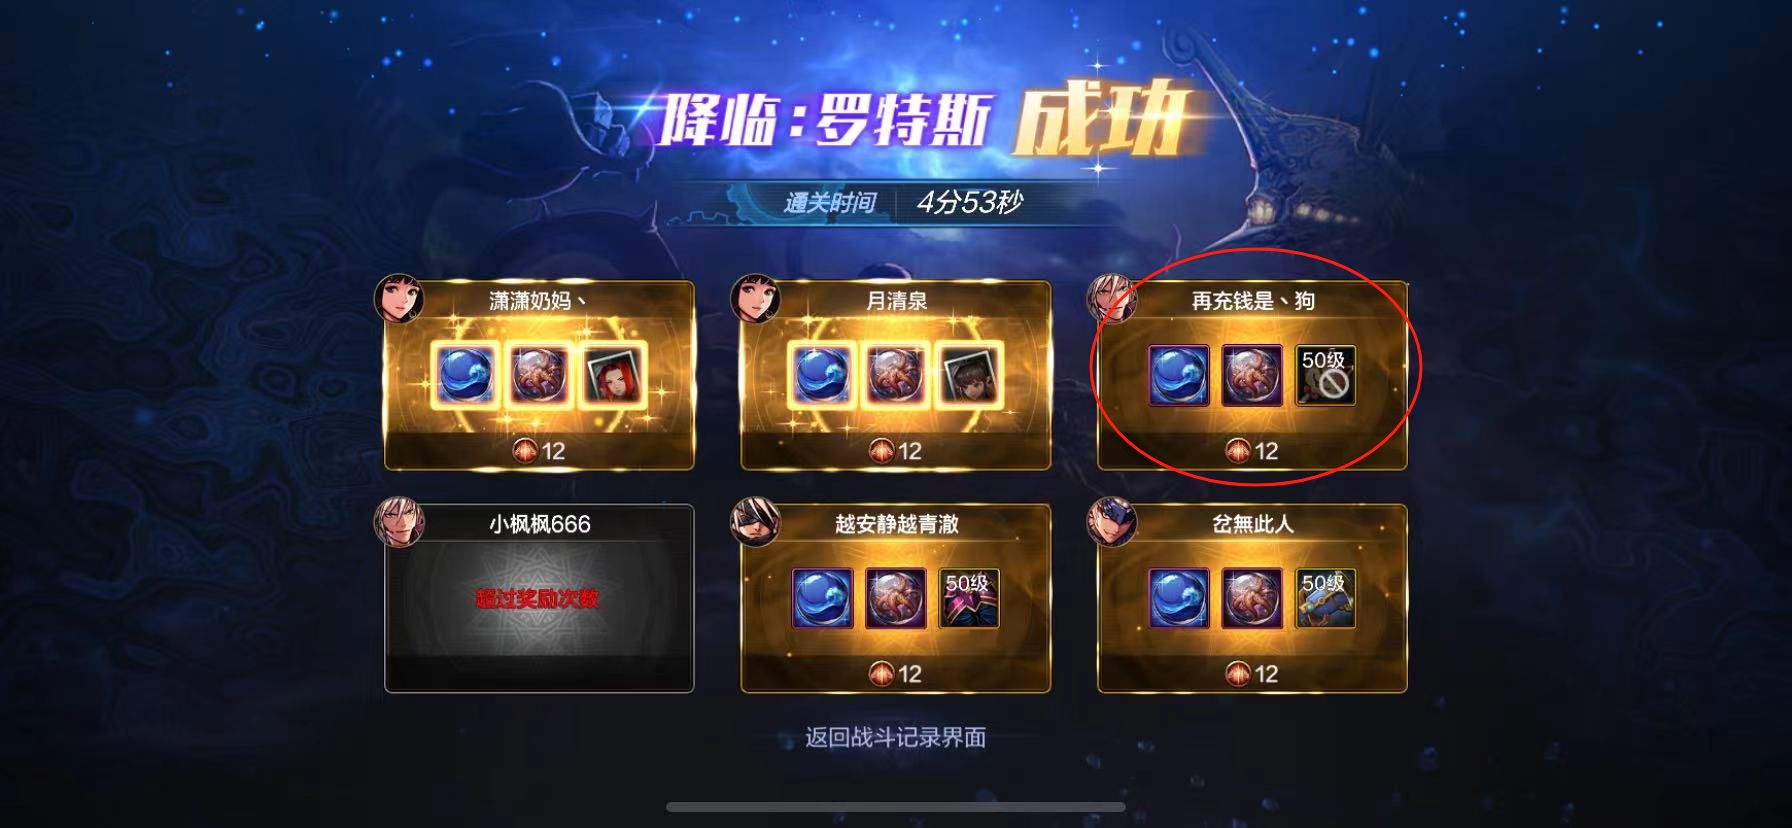 降临：罗特斯 成功
通关时间 4分53秒
潇潇奶妈丶
12
月清泉
12
再充钱是丶狗
50级
12
小枫枫666
超过奖励次数
越安静越青澈
50级
12
岔無此人
50级
12
返回战斗记录界面